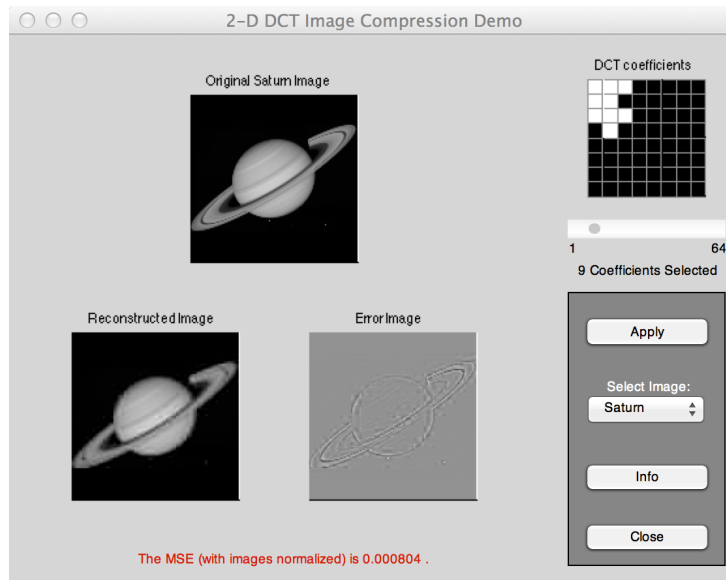 2-D DCT Image Compression Demo
Original Saturn Image
DCT coefficients
1 64
9 Coefficients Selected
Reconstructed Image
Error Image
Apply
Select Image:
Saturn
Info
Close
The MSE (with images normalized) is 0.000804 .